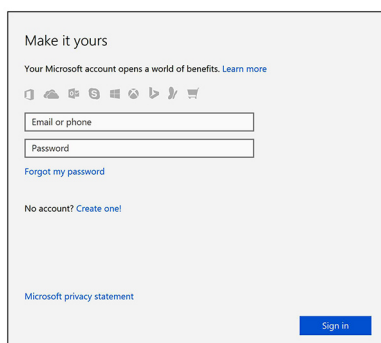 Make it yours
Your Microsoft account opens a world of benefits. Learn more
Email or phone
Password
Forgot my password
No account? Create one!
Microsoft privacy statement
Sign in